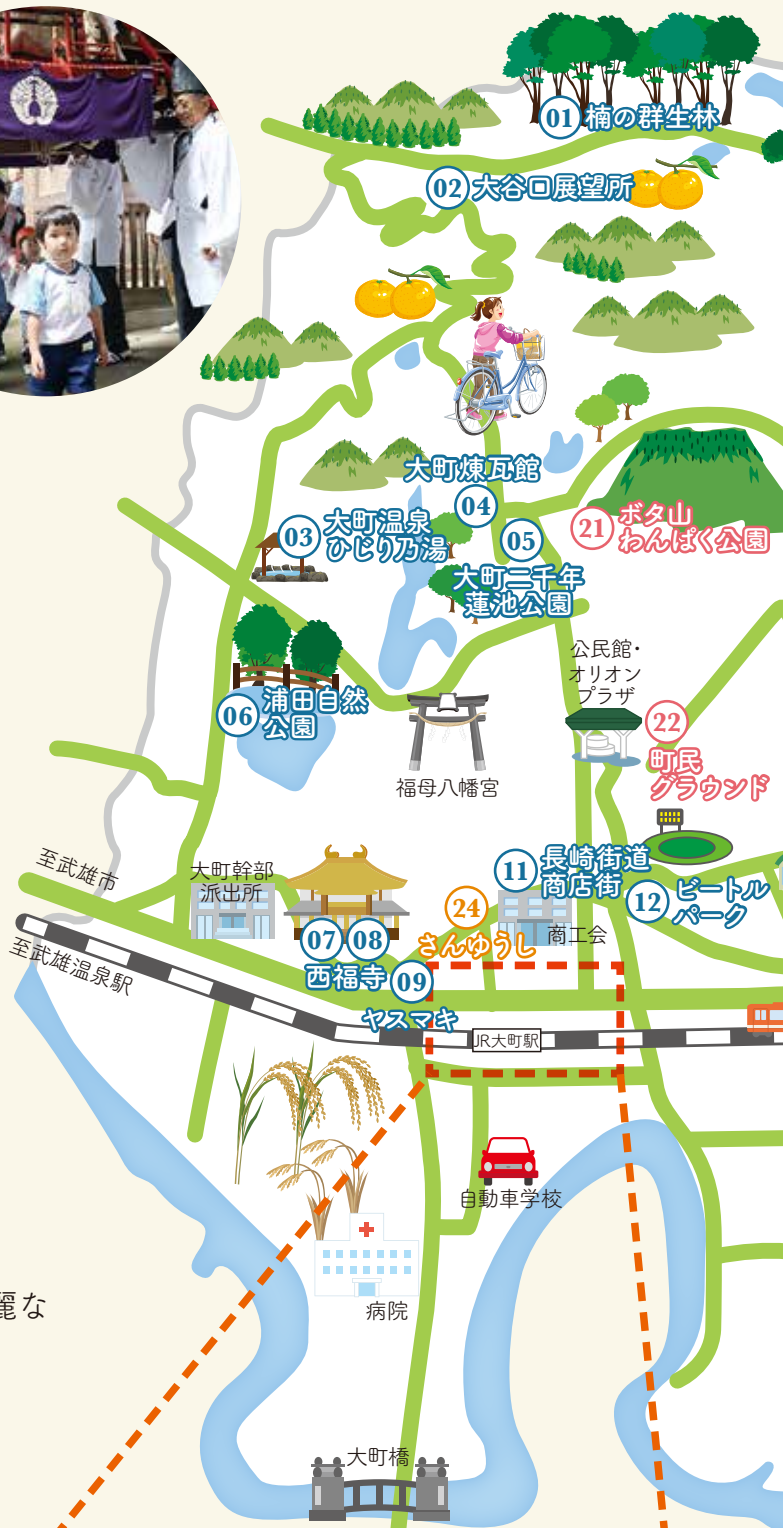 01 楠の群生林
02 大谷口展望所
大町煉瓦館
04
03 大町温泉
ひじり乃湯
05
大町二千年
蓮池公園
21 ボタ山
わんぱく公園
公民館・
オリオン
プラザ
06 浦田自然
公園
22
町民
グラウンド
福母八幡宮
至武雄市
大町幹部
派出所
11 長崎街道
商店街
12 ビートル
パーク
24
さんゆうし
商工会
07 08
西福寺
09
ヤスマキ
至武雄温泉駅
JR大町駅
自動車学校
病院
麗な
大町橋